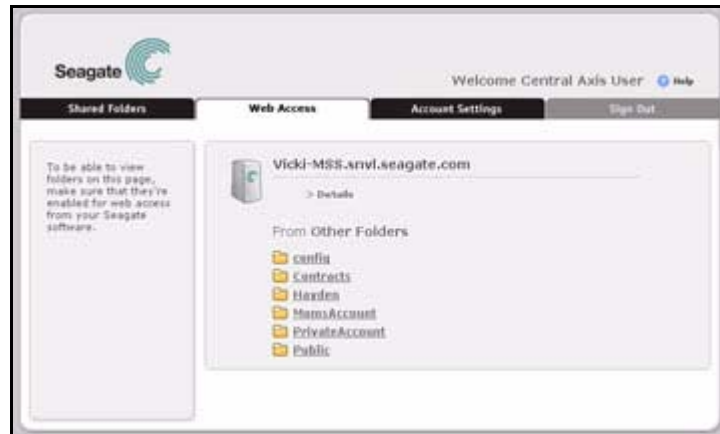 Seagate
Welcome Central Axis User Help
Shared Folders Web Access Account Settings Sign Out
To be able to view
folders on this page,
make sure that they're
enabled for web access
from your Seagate
software.
Vicki-MSS.snvl.seagate.com
> Details
From Other Folders
config
Contracts
Hayden
MomsAccount
PrivateAccount
Public